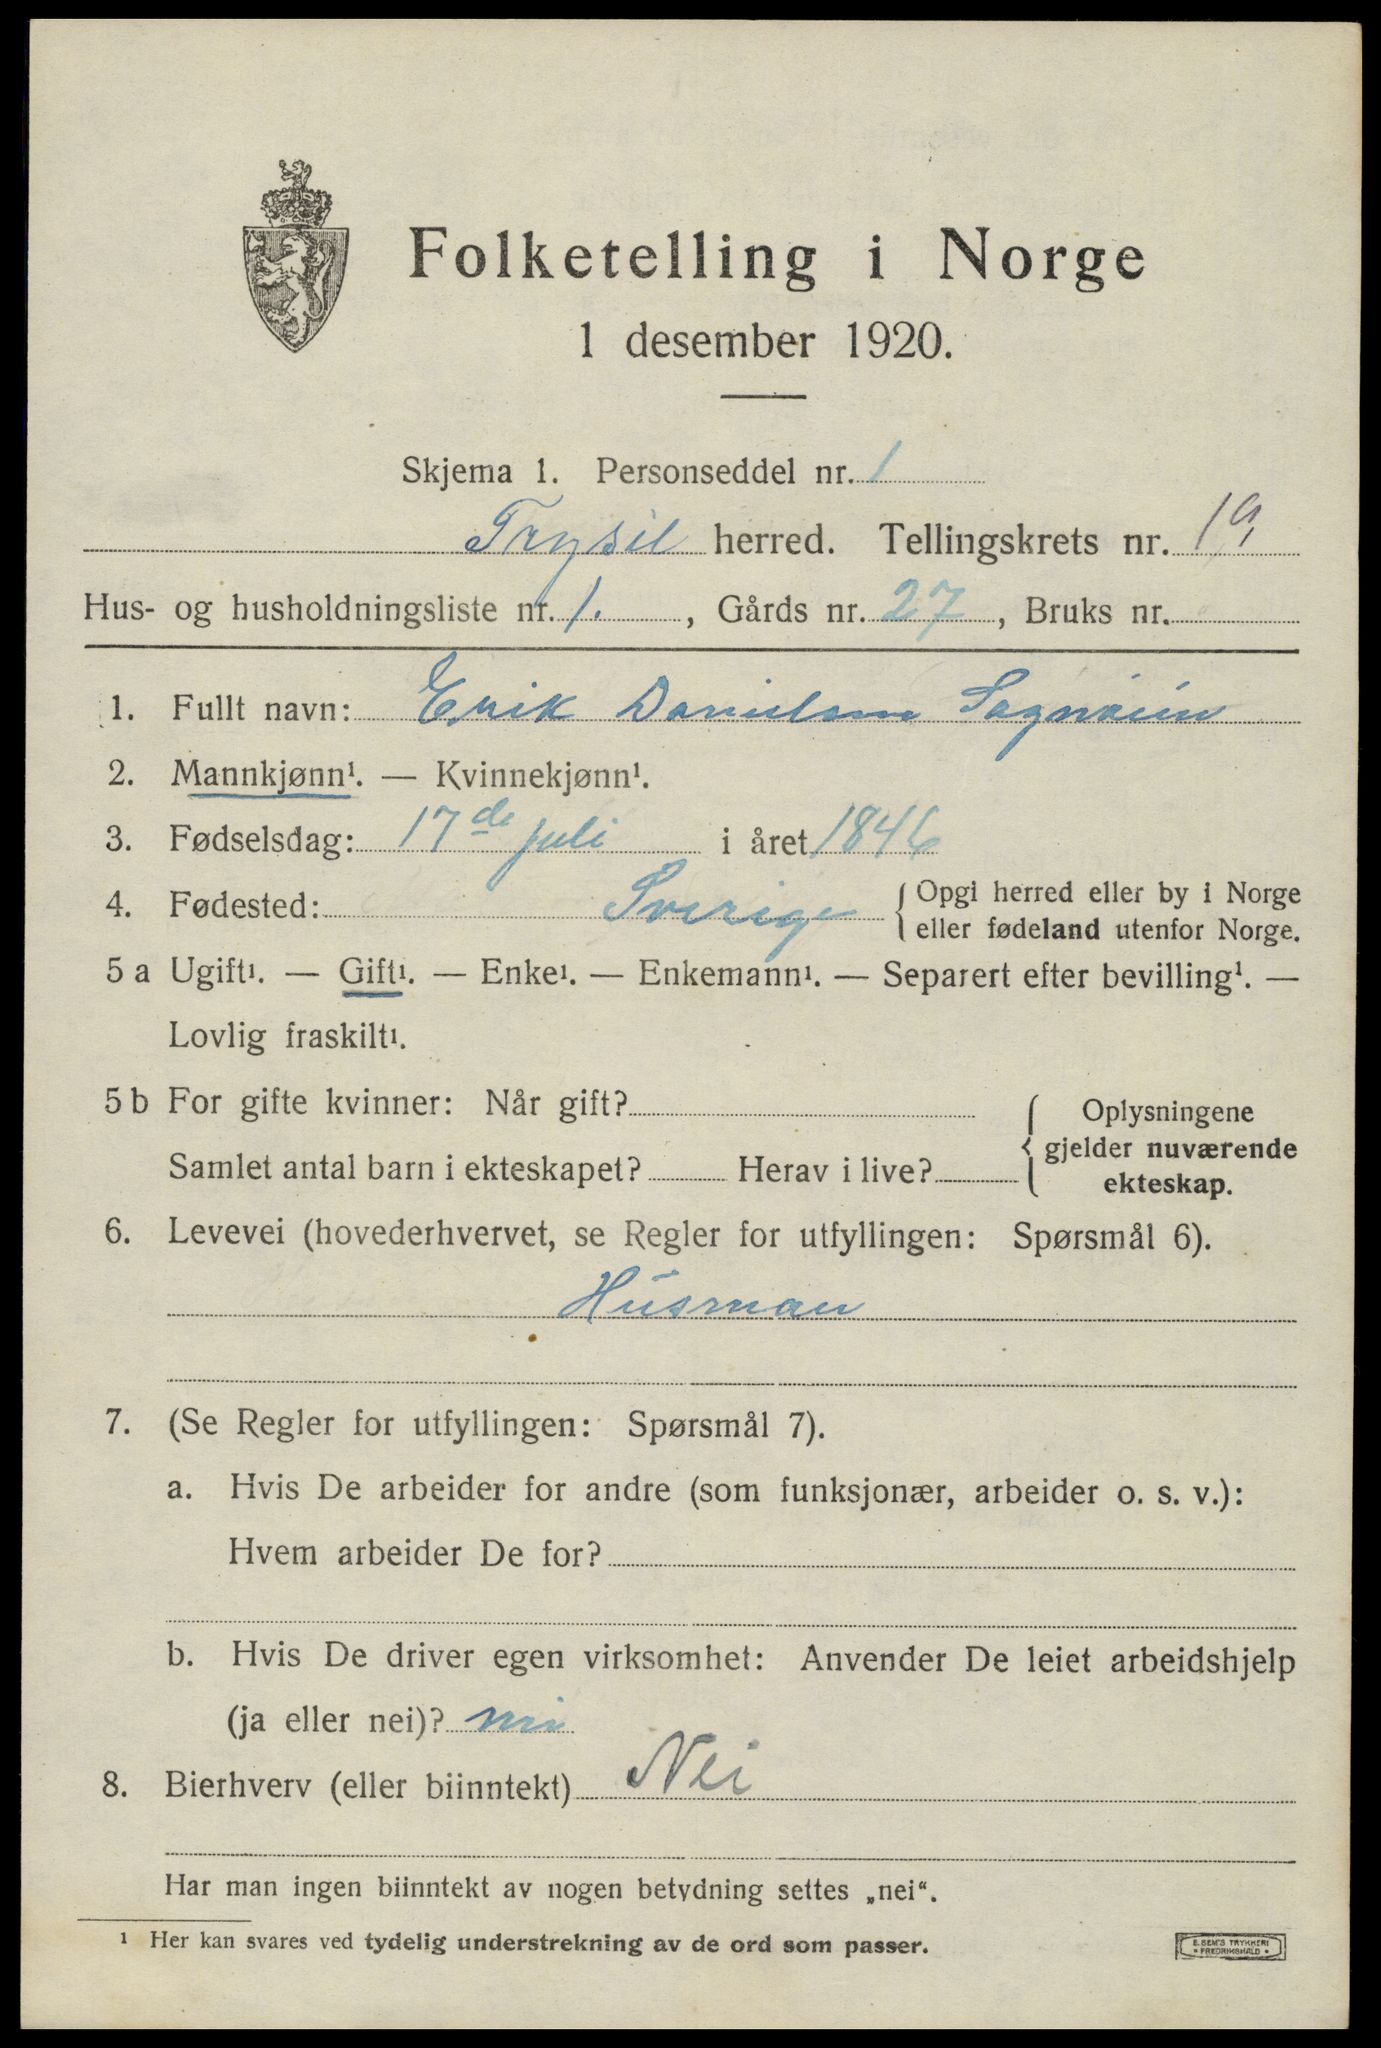 Folketelling i Norge
1 desember 1920.
Skjema 1. Personseddel nr. 1
Trysil herred. Tellingskrets nr. 19
Hus- og husholdningsliste nr. 1. , Gårds nr. 27 , Bruks nr.
1. Fullt navn: Erik Danielsen
2. Mannkjønn¹. — Kvinnekjønn¹.
3. Fødselsdag: 17de juli i året 1846
4. Fødested: Sverige { Opgi herred eller by i Norge
eller fødeland utenfor Norge.
5 a Ugift¹. — Gift¹. — Enke¹. — Enkemann¹. — Separert efter bevilling¹. —
Lovlig fraskilt¹.
5 b For gifte kvinner: Når gift?
Samlet antal barn i ekteskapet? Herav i live?
{ Oplysningene
gjelder nuværende
ekteskap.
6. Levevei (hovederhvervet, se Regler for utfyllingen: Spørsmål 6).
Husman
7. (Se Regler for utfyllingen: Spørsmål 7).
a. Hvis De arbeider for andre (som funksjonær, arbeider o. s. v.):
Hvem arbeider De for?
b. Hvis De driver egen virksomhet: Anvender De leiet arbeidshjelp
(ja eller nei)? nei
8. Bierhverv (eller biinntekt) Nei
Har man ingen biinntekt av nogen betydning settes „nei“.
¹ Her kan svares ved tydelig understrekning av de ord som passer.
E. SEM'S TRYKKERI
• FREDRIKSHALD •